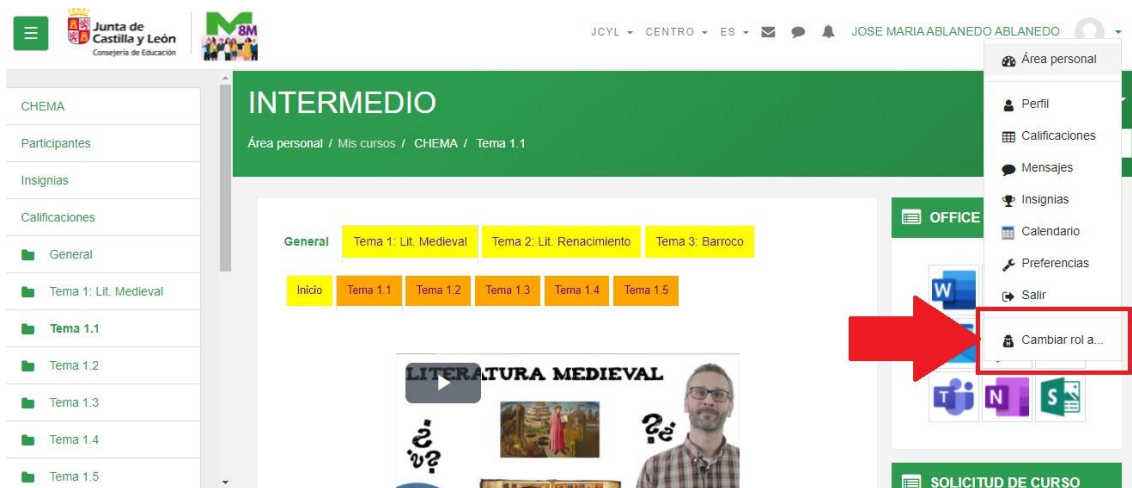 Junta de
Castilla y León
Consejería de Educación
8M
JCYL CENTRO ES JOSE MARIA ABLANEDO ABLANEDO
Área personal
Perfil
Calificaciones
Mensajes
Insignias
Calendario
Preferencias
Salir
Cambiar rol a...
CHEMA
Participantes
Insignias
Calificaciones
General
Tema 1: Lit. Medieval
Tema 1.1
Tema 1.2
Tema 1.3
Tema 1.4
Tema 1.5
INTERMEDIO
Área personal / Mis cursos / CHEMA / Tema 1.1
General Tema 1: Lit. Medieval Tema 2: Lit. Renacimiento Tema 3: Barroco
Inicio Tema 1.1 Tema 1.2 Tema 1.3 Tema 1.4 Tema 1.5
LITERATURA MEDIEVAL
OFFICE
W
T N S
SOLICITUD DE CURSO